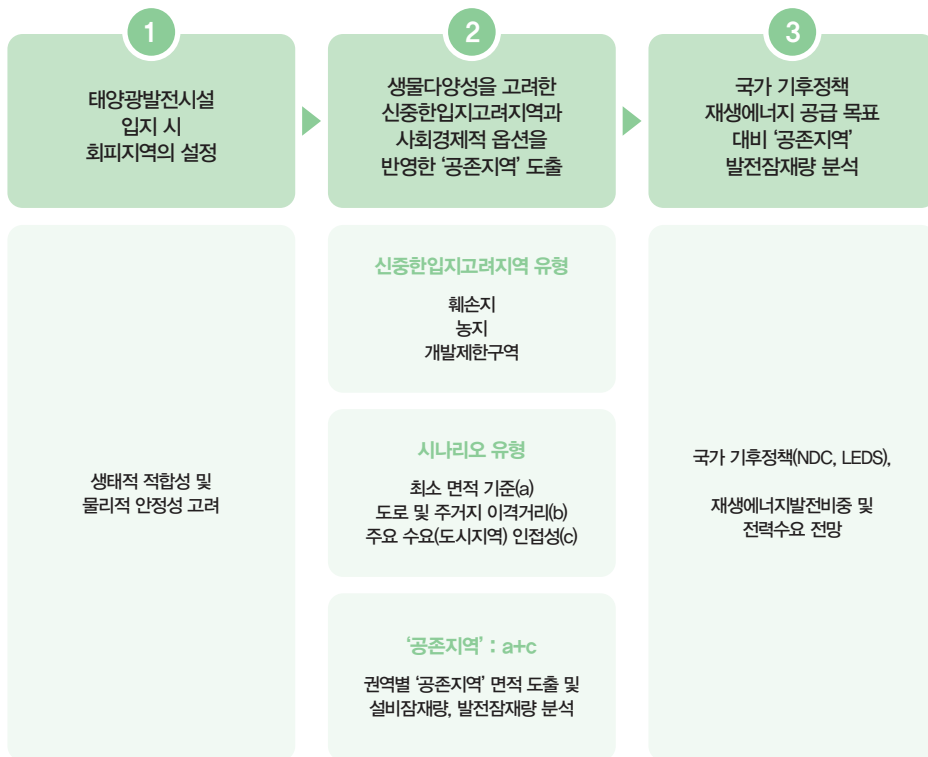 1
태양광발전시설
입지 시
회피지역의 설정
2
생물다양성을 고려한
신중한입지고려지역과
사회경제적 옵션을
반영한 ‘공존지역’ 도출
3
국가 기후정책
재생에너지 공급 목표
대비 ‘공존지역’
발전잠재량 분석
생태적 적합성 및
물리적 안정성 고려
신중한입지고려지역 유형
훼손지
농지
개발제한구역
시나리오 유형
최소 면적 기준(a)
도로 및 주거지 이격거리(b)
주요 수요(도시지역) 인접성(c)
‘공존지역’ : a+c
권역별 ‘공존지역’ 면적 도출 및
설비잠재량, 발전잠재량 분석
국가 기후정책(NDC, LEDS),
재생에너지발전비중 및
전력수요 전망